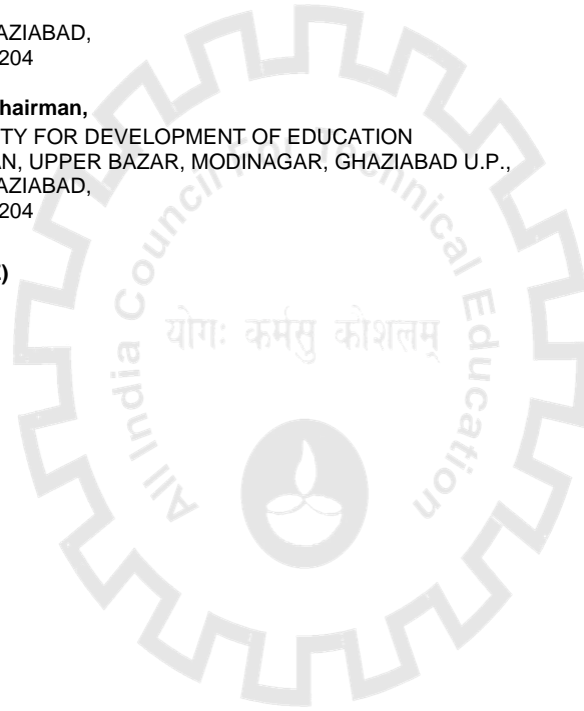 AZIABAD,
204
hairman,
TY FOR DEVELOPMENT OF EDUCATION
AN, UPPER BAZAR, MODINAGAR, GHAZIABAD U.P.,
AZIABAD,
204
)
All India Council For Technical Education
योगः कर्मसु कौशलम्